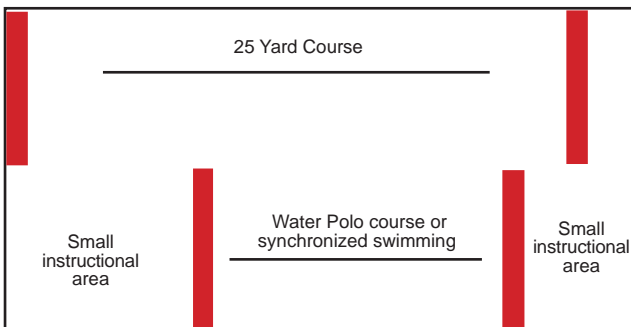 25 Yard Course
Small
instructional
area
Water Polo course or
synchronized swimming
Small
instructional
area